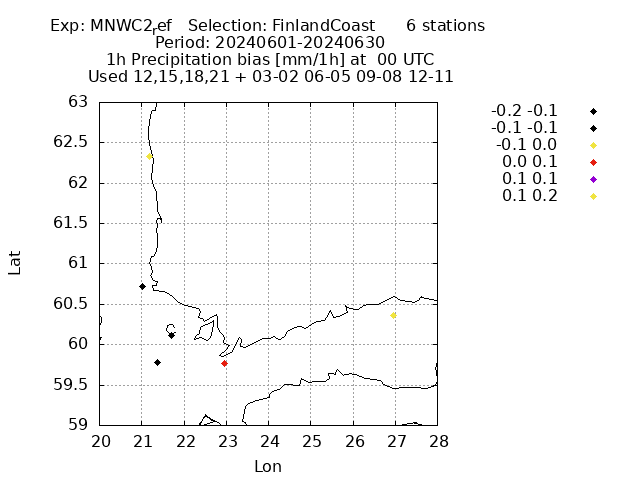 Exp: MNWC2_ref Selection: FinlandCoast 6 stations
Period: 20240601-20240630
1h Precipitation bias [mm/1h] at 00 UTC
Used 12,15,18,21 + 03-02 06-05 09-08 12-11
-0.2 -0.1
-0.1 -0.1
-0.1 0.0
0.0 0.1
0.1 0.1
0.1 0.2
63
62.5
62
61.5
61
60.5
60
59.5
59
Lat
20 21 22 23 24 25 26 27 28
Lon